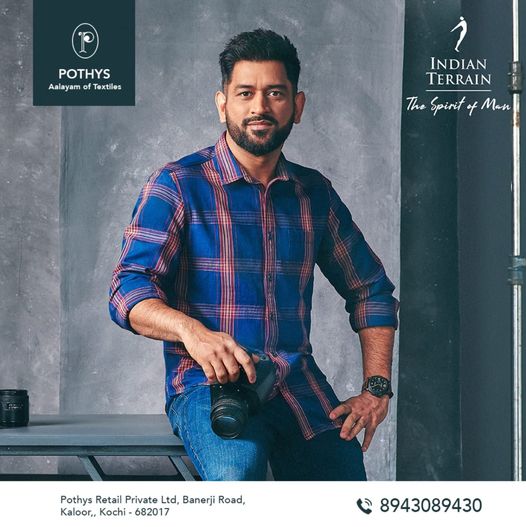 P
POTHYS
Aalayam of Textiles
INDIAN
TERRAIN
The Spirit of Man
Pothys Retail Private Ltd, Banerji Road,
Kaloor,, Kochi - 682017
8943089430